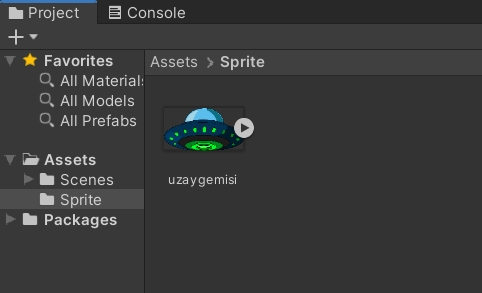 Project
Console
Favorites
All Materials
All Models
All Prefabs
Assets
Scenes
Sprite
Packages
Assets > Sprite
uzaygemisi